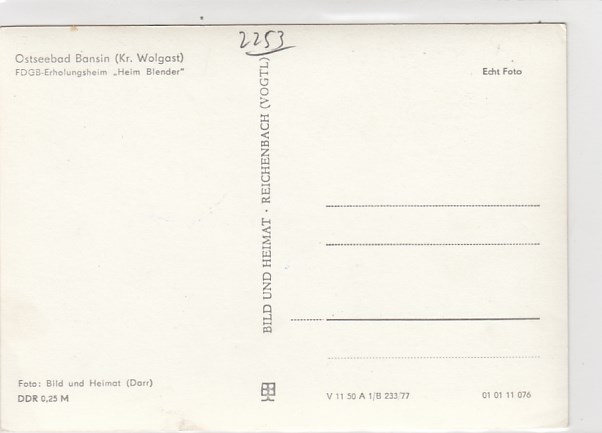 2253
Ostseebad Bansin (Kr. Wolgast)
FDGB-Erholungsheim „Heim Blender"
Echt Foto
BILD UND HEIMAT · REICHENBACH (VOGTL)
Foto: Bild und Heimat (Darr)
DDR 0,25 M
V 11 50 A 1/B 233/77
01 01 11 076